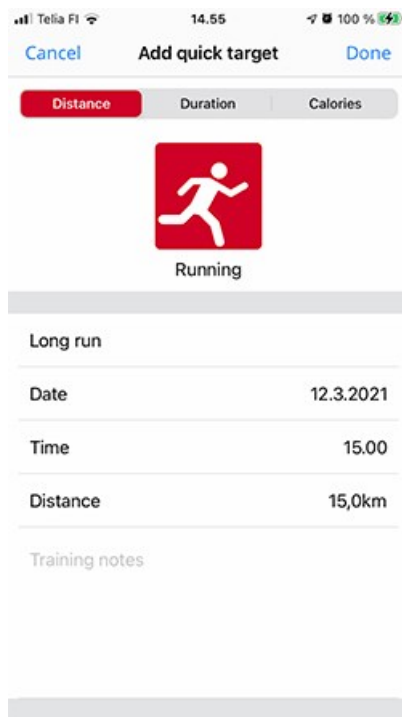 Telia FI 14.55 100 %
Cancel Add quick target Done
Distance Duration Calories
Running
Long run
Date 12.3.2021
Time 15.00
Distance 15,0km
Training notes